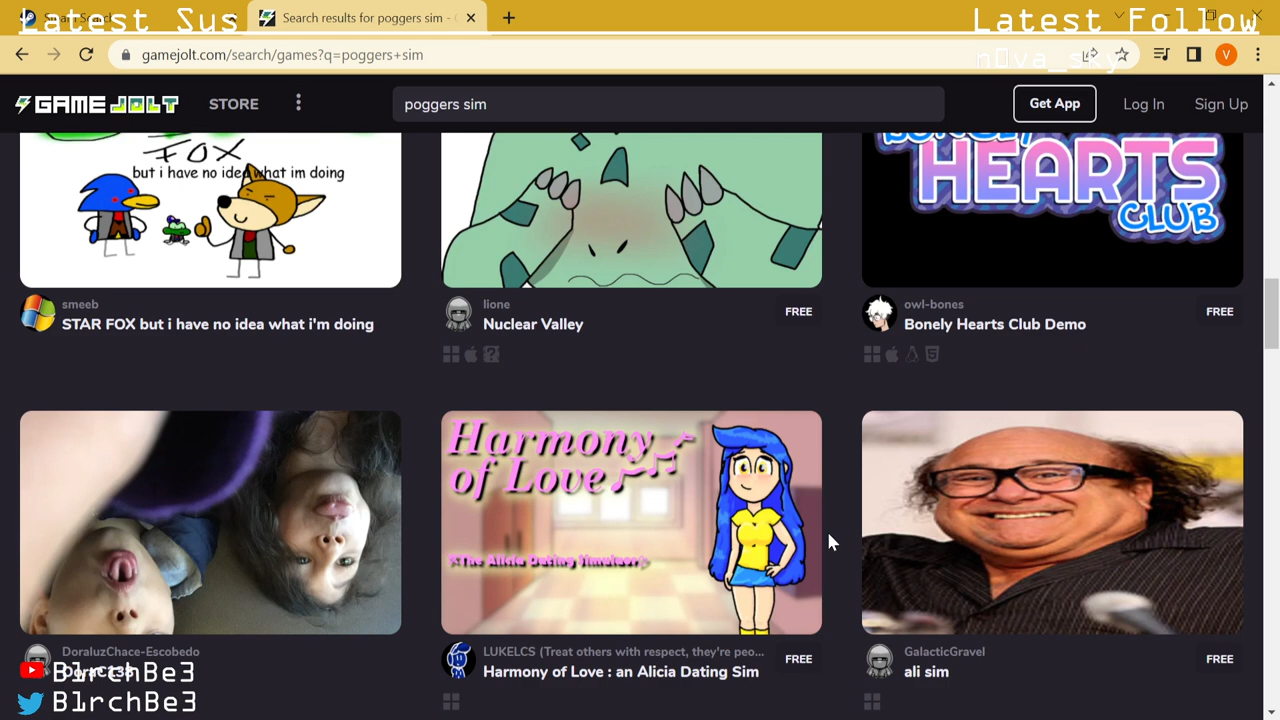 Latest Sus
Search results for poggers sim - (
Latest Follow
gamejolt.com/search/games?q=poggers+sim
V
GAME JOLT
STORE
poggers sim
Get App
Log In
Sign Up
FOX
but i have no idea what im doing
HEARTS
CLUB
smeeb
STAR FOX but i have no idea what i'm doing
lione
Nuclear Valley
FREE
owl-bones
Bonely Hearts Club Demo
FREE
Harmony
of Love
The Alicia Dating Simulator
DoraluzChace-Escobedo
LUKELCS (Treat others with respect, they're peo...
Harmony of Love : an Alicia Dating Sim
FREE
GalacticGravel
ali sim
FREE
B1rchBe3
B1rchBe3